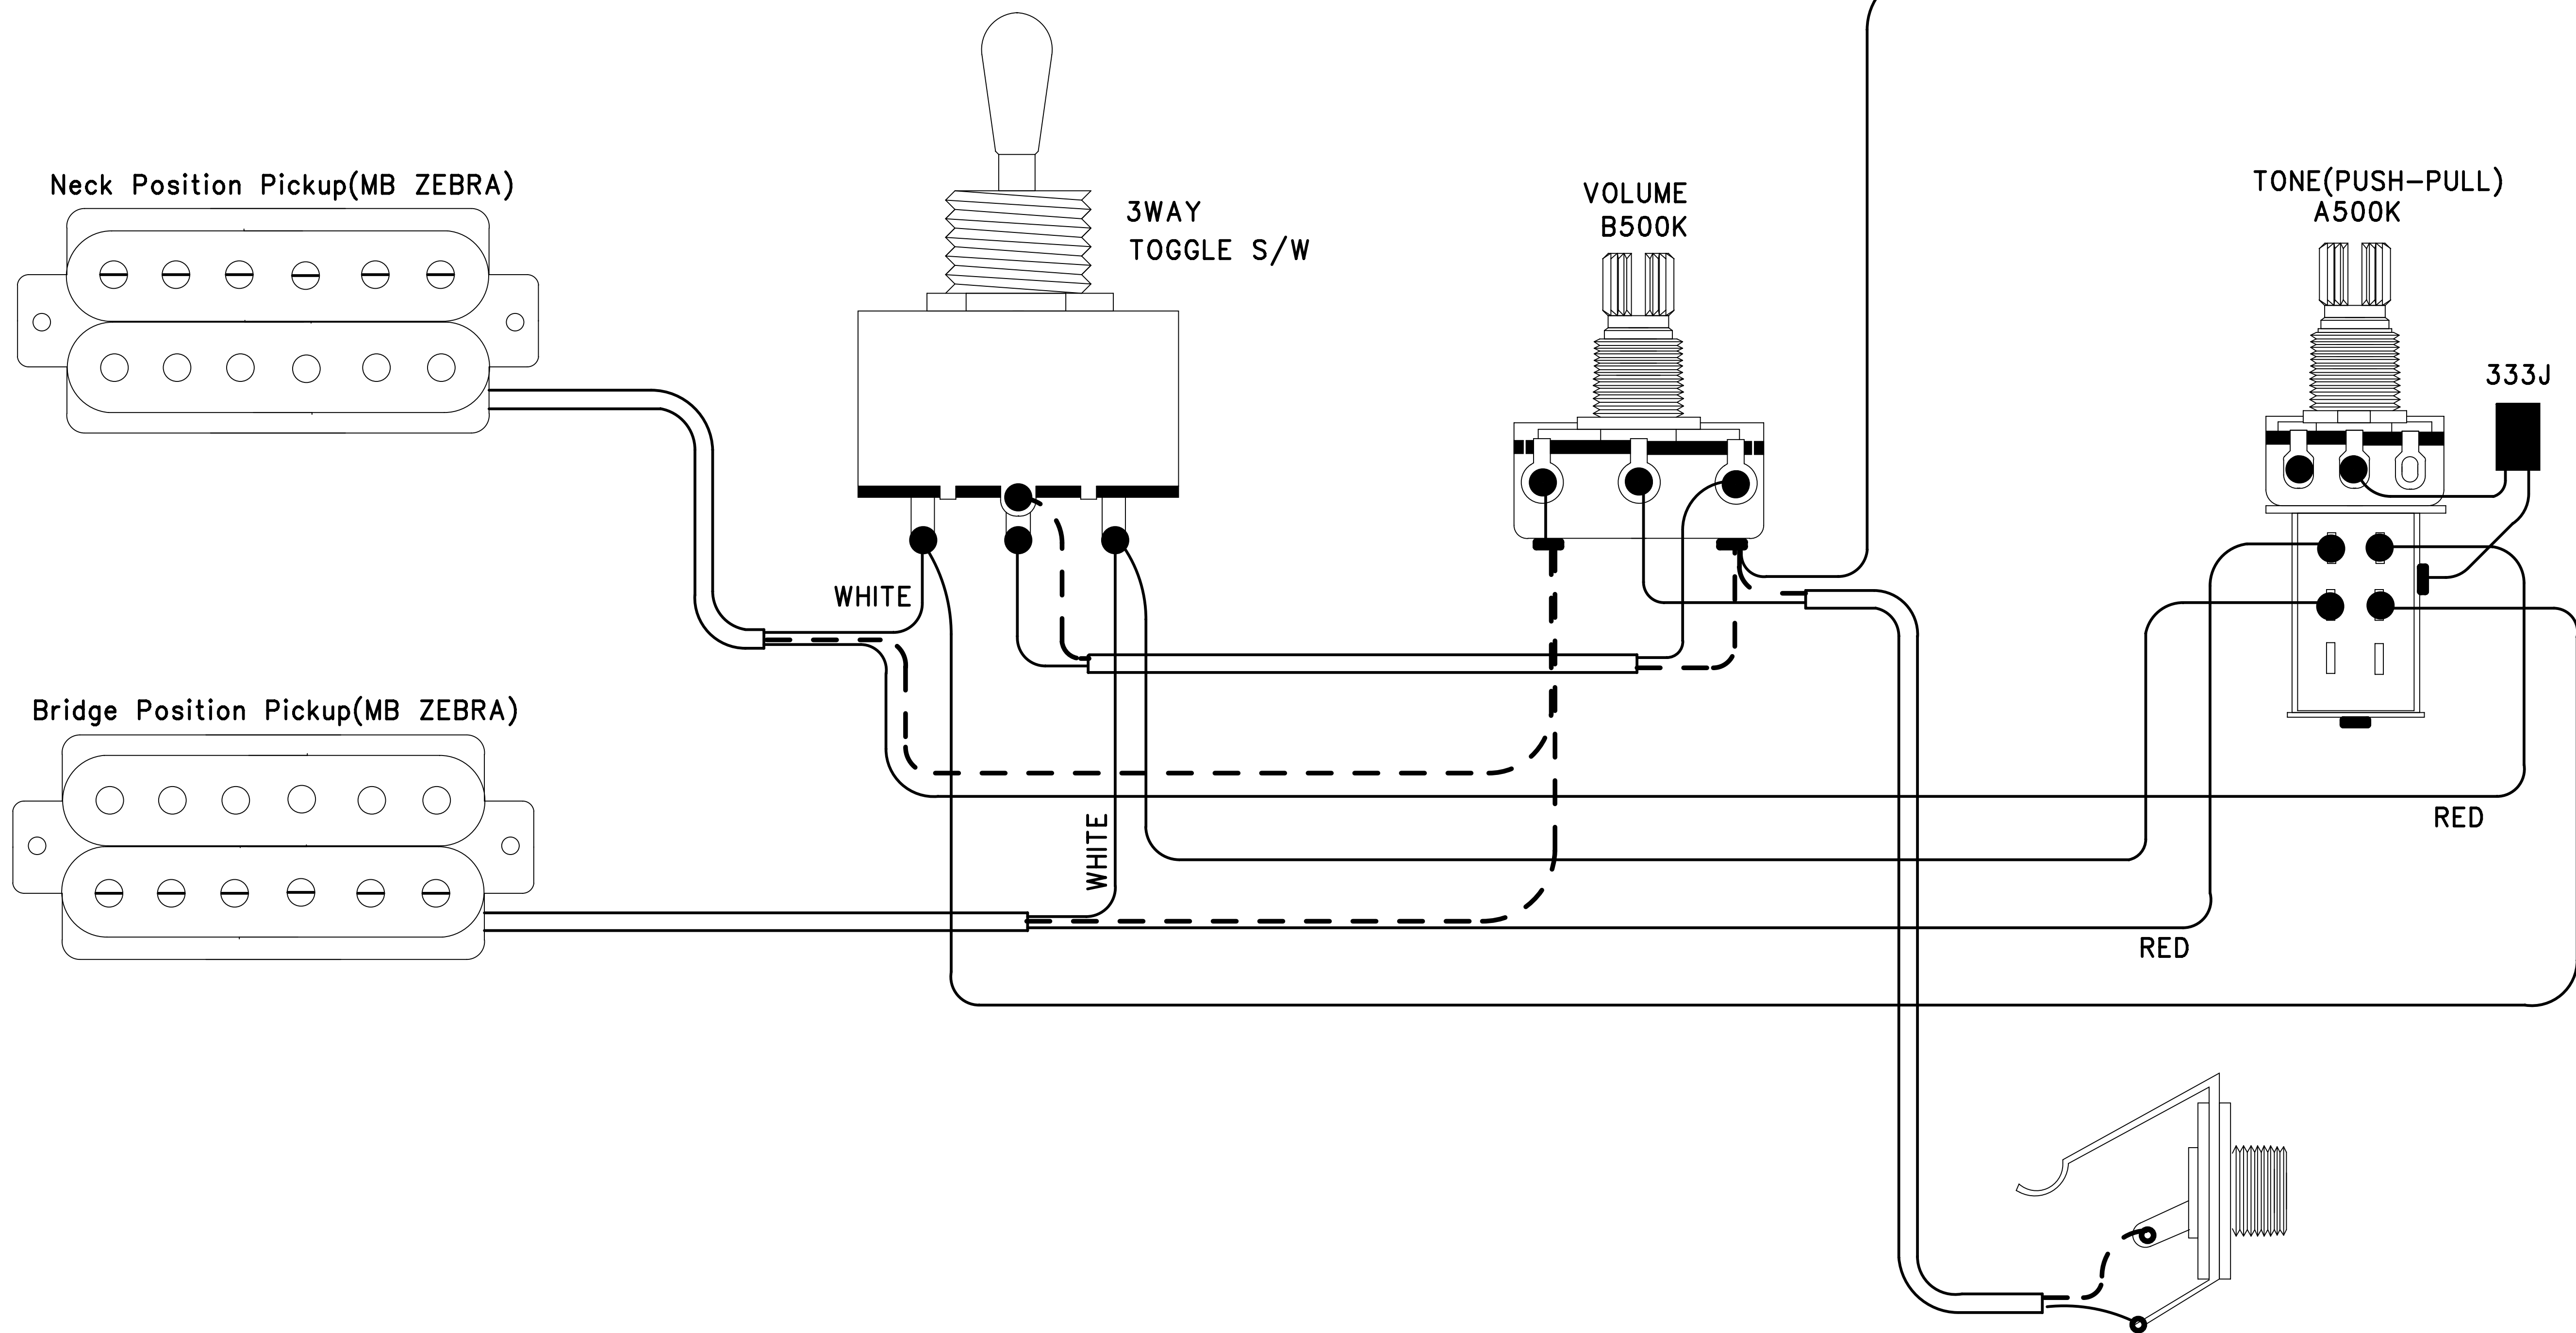 Neck Position Pickup(MB ZEBRA)
3WAY
TOGGLE S/W
VOLUME
B500K
TONE(PUSH-PULL)
A500K
333J
WHITE
Bridge Position Pickup(MB ZEBRA)
WHITE
RED
RED